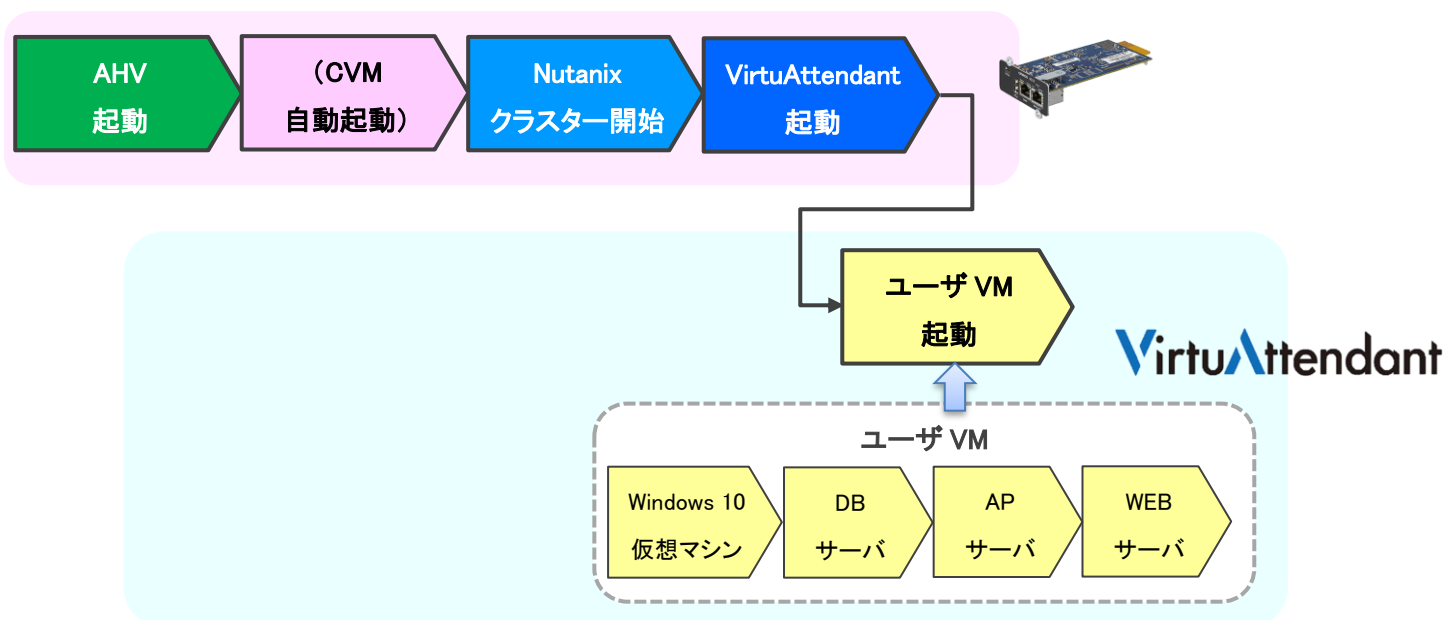 AHV
起動
（CVM
自動起動）
Nutanix
クラスター開始
VirtuAttendant
起動
ユーザ VM
起動
VirtuAttendant
ユーザ VM
Windows 10
仮想マシン
DB
サーバ
AP
サーバ
WEB
サーバ